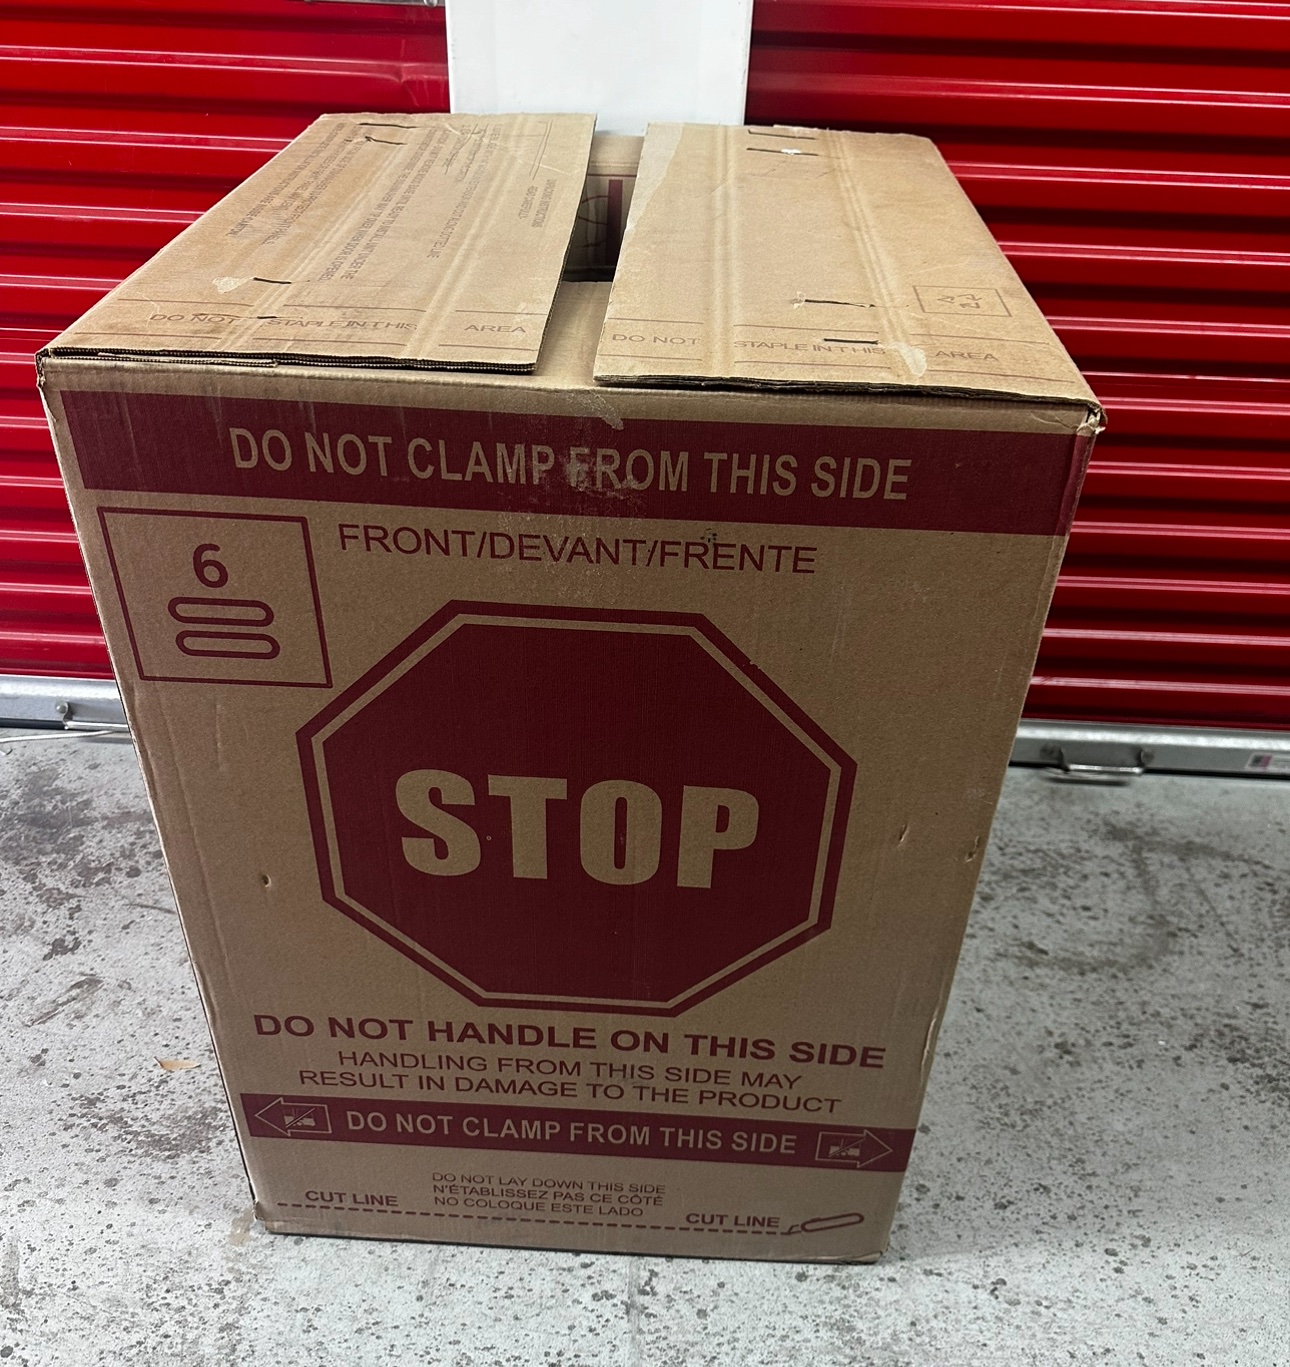 DO NOT STAPLE IN THIS AREA
DO NOT STAPLE IN THIS AREA
DO NOT CLAMP FROM THIS SIDE
FRONT/DEVANT/FRENTE
6
STOP
DO NOT HANDLE ON THIS SIDE
HANDLING FROM THIS SIDE MAY
RESULT IN DAMAGE TO THE PRODUCT
DO NOT CLAMP FROM THIS SIDE
DO NOT LAY DOWN THIS SIDE
N'ÉTABLISSEZ PAS CE CÔTÉ
NO COLOQUE ESTE LADO
CUT LINE
CUT LINE